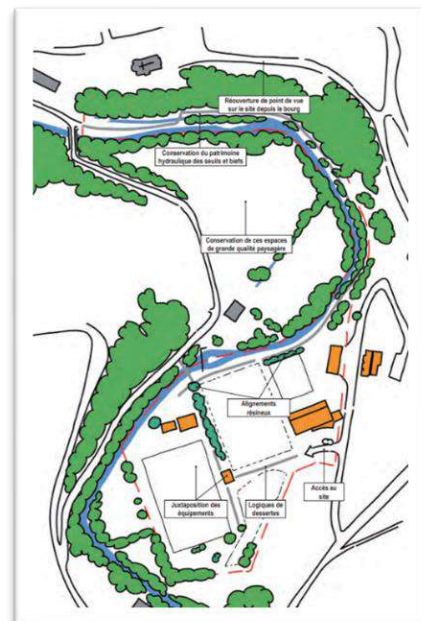 Réouverture de point de vue
sur le site depuis le bourg
Conservation du patrimoine
hydraulique des seuils et biefs
Conservation de ces espaces
de grande qualité paysagère
Alignements
résineux
Juxtaposition des
équipements
Logiques de
dessertes
Accès au
site